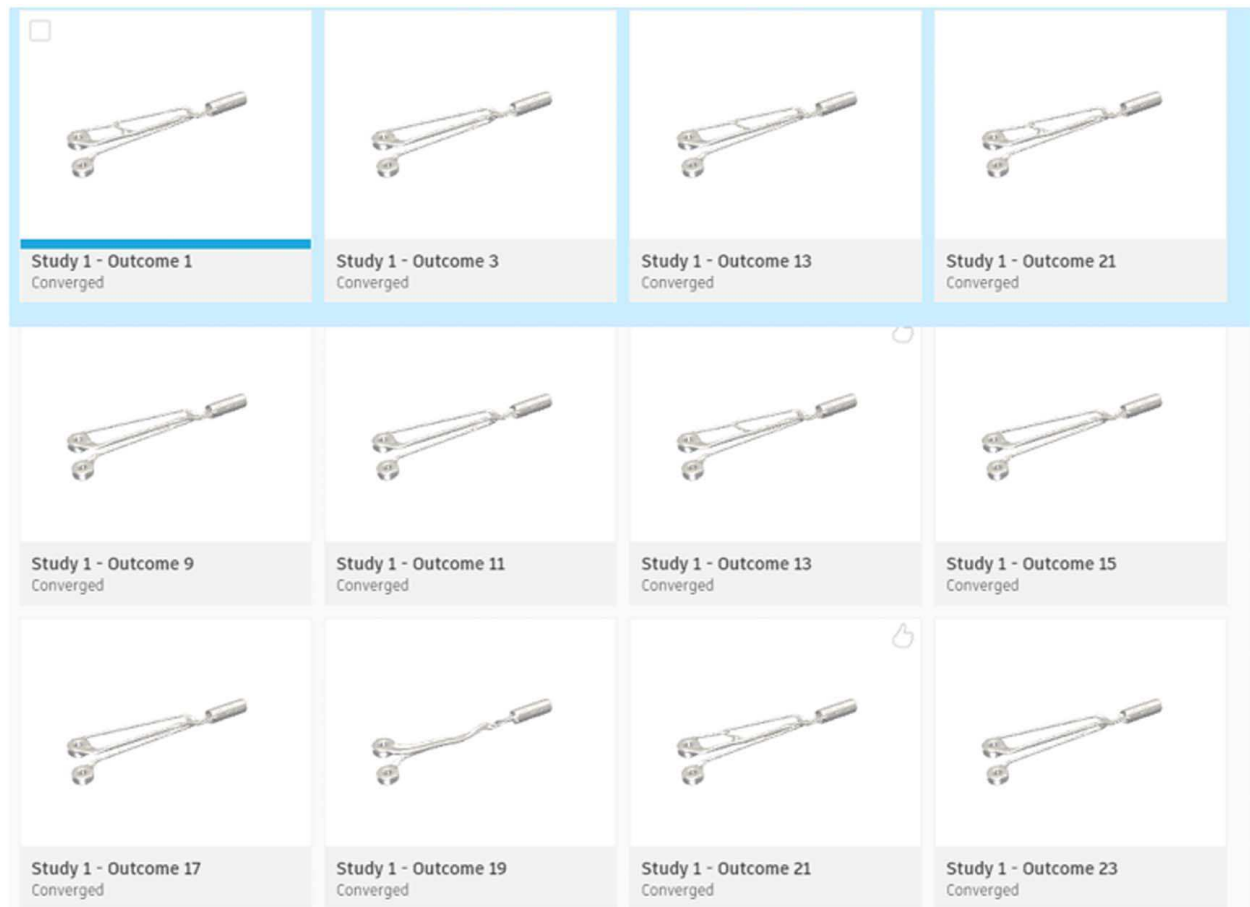 Study 1 - Outcome 1
Converged
Study 1 - Outcome 3
Converged
Study 1 - Outcome 13
Converged
Study 1 - Outcome 21
Converged
Study 1 - Outcome 9
Converged
Study 1 - Outcome 11
Converged
Study 1 - Outcome 13
Converged
Study 1 - Outcome 15
Converged
Study 1 - Outcome 17
Converged
Study 1 - Outcome 19
Converged
Study 1 - Outcome 21
Converged
Study 1 - Outcome 23
Converged